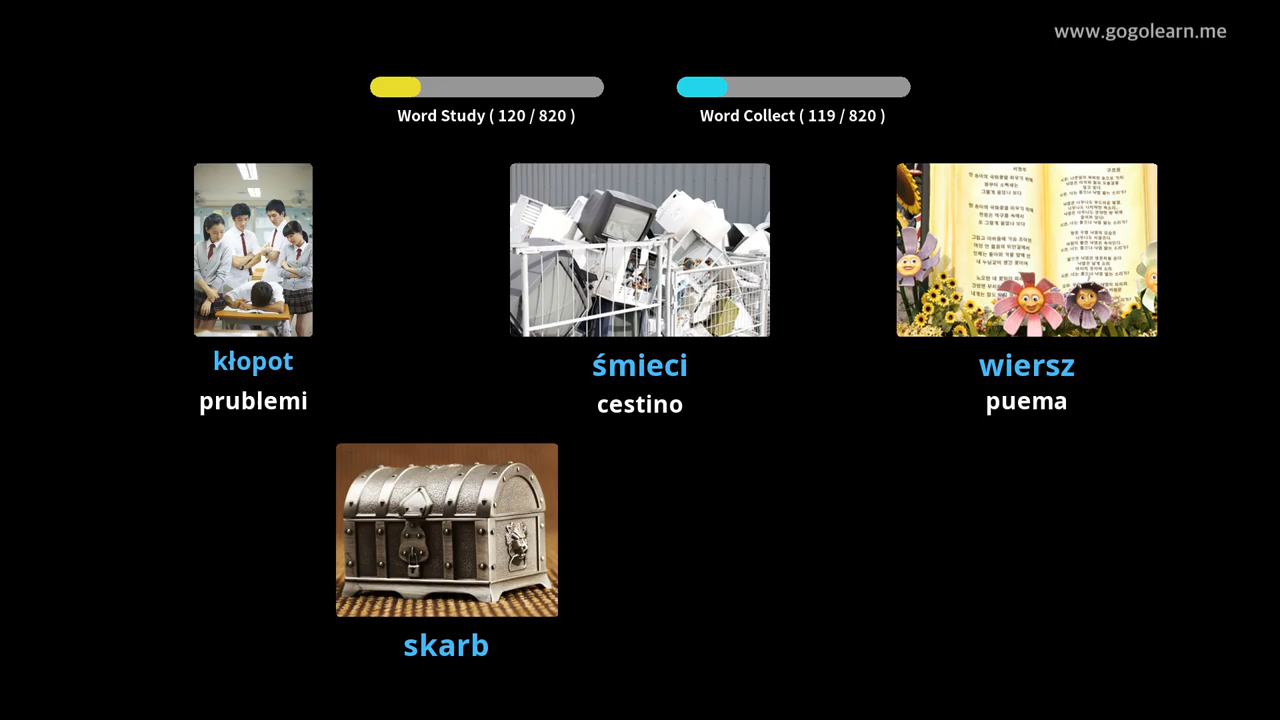 www.gogolearn.me
Word Study ( 120 / 820 )
Word Collect ( 119 / 820 )
kłopot
śmieci
wiersz
prublemi
cestino
puema
skarb